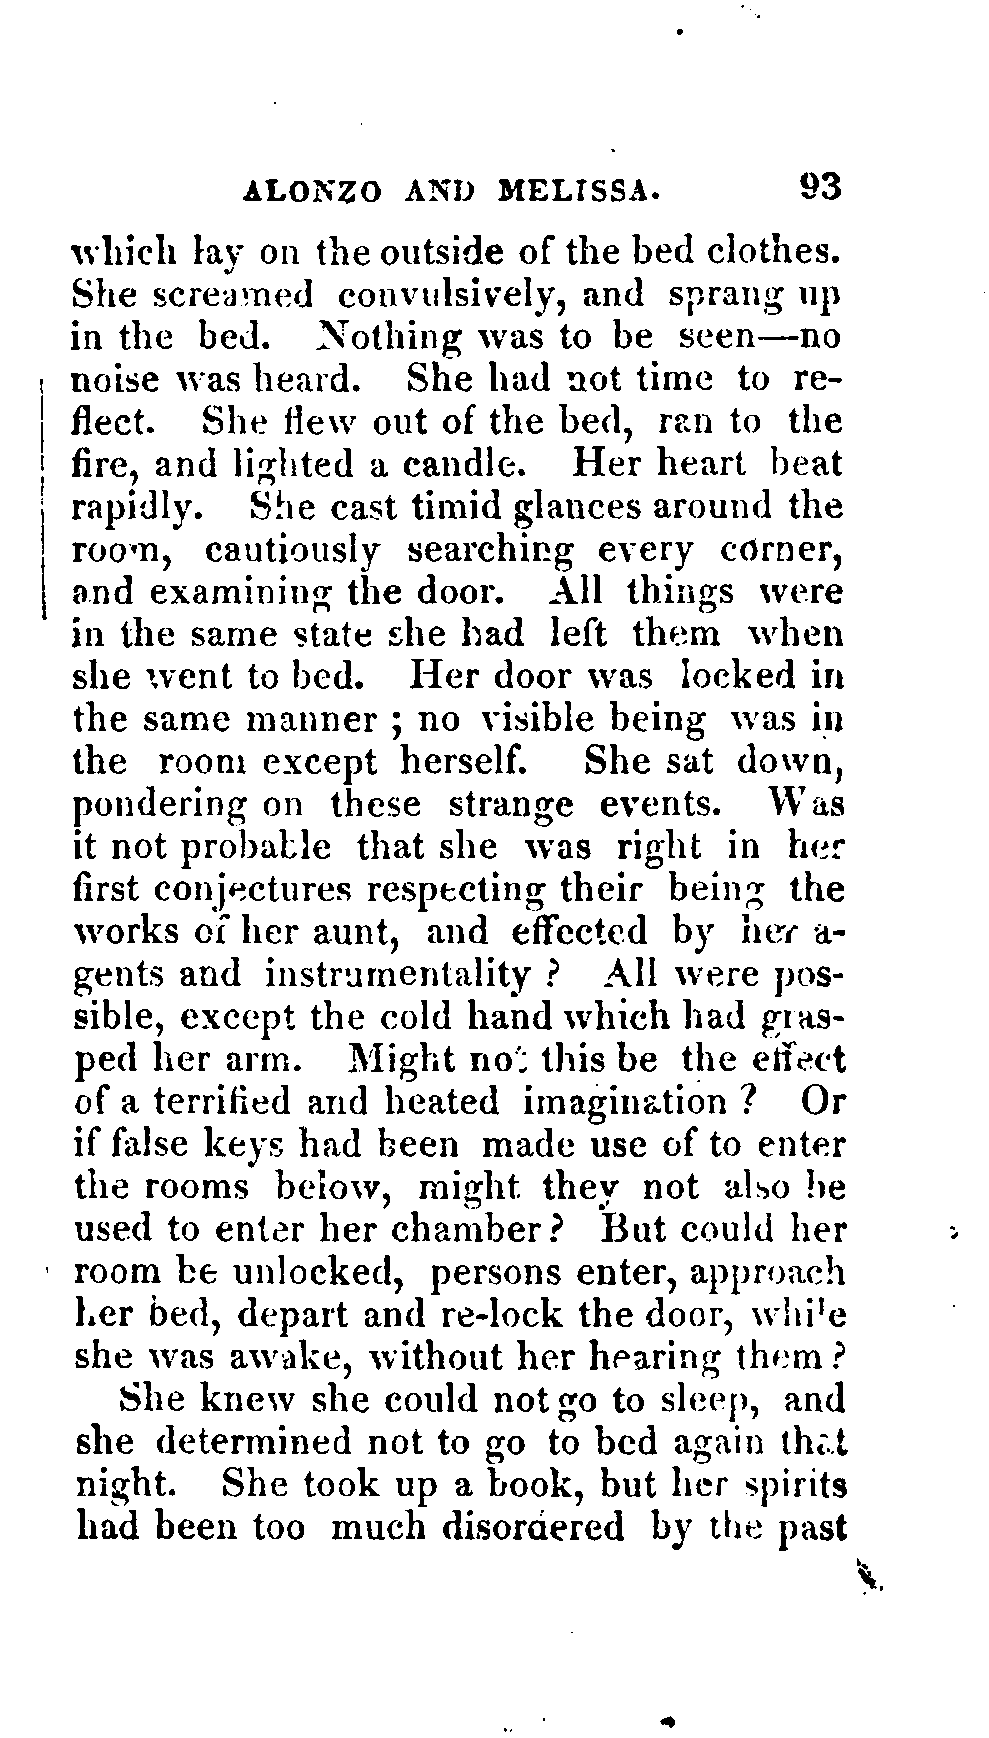 ALONZO AND MELISSA. 93
which lay on the outside of the bed clothes.
She screamed convulsively, and sprang up
in the bed. Nothing was to be seen—no
noise was heard. She had not time to re-
flect. She flew out of the bed, ran to the
fire, and lighted a candle. Her heart beat
rapidly. She cast timid glances around the
room, cautiously searching every corner,
and examining the door. All things were
in the same state she had left them when
she went to bed. Her door was locked in
the same manner ; no visible being was in
the room except herself. She sat down,
pondering on these strange events. Was
it not probable that she was right in her
first conjectures respecting their being the
works of her aunt, and effected by her a-
gents and instrumentality ? All were pos-
sible, except the cold hand which had gras-
ped her arm. Might not this be the effect
of a terrified and heated imagination ? Or
if false keys had been made use of to enter
the rooms below, might they not also be
used to enter her chamber ? But could her
room be unlocked, persons enter, approach
her bed, depart and re-lock the door, while
she was awake, without her hearing them ?
She knew she could not go to sleep, and
she determined not to go to bed again that
night. She took up a book, but her spirits
had been too much disordered by the past